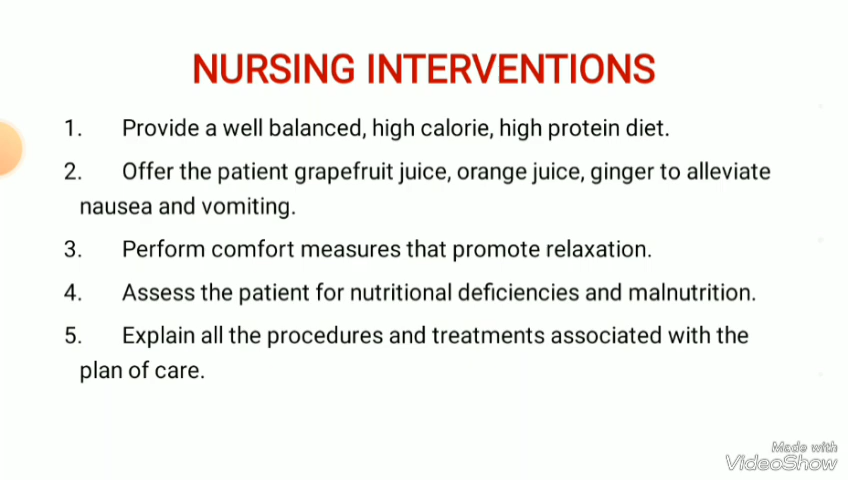 NURSING INTERVENTIONS
1. Provide a well balanced, high calorie, high protein diet.
2. Offer the patient grapefruit juice, orange juice, ginger to alleviate
nausea and vomiting.
3. Perform comfort measures that promote relaxation.
4. Assess the patient for nutritional deficiencies and malnutrition.
5. Explain all the procedures and treatments associated with the
plan of care.
Made with
VideoShow